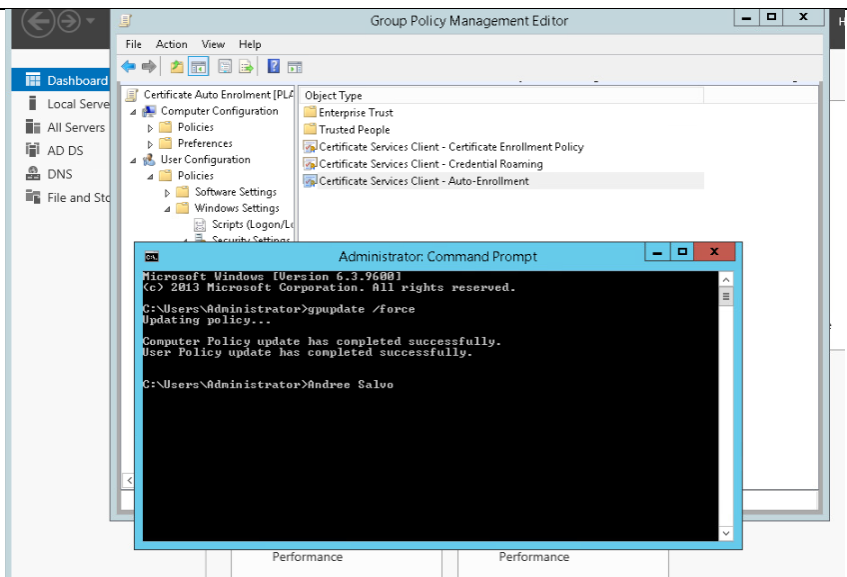 Group Policy Management Editor
File Action View Help
Dashboard
Local Serve
All Servers
AD DS
DNS
File and Sto
Certificate Auto Enrolment [PLA
Computer Configuration
Policies
Preferences
User Configuration
Policies
Software Settings
Windows Settings
Scripts (Logon/Lo
Security Settings
Object Type
Enterprise Trust
Trusted People
Certificate Services Client - Certificate Enrollment Policy
Certificate Services Client - Credential Roaming
Certificate Services Client - Auto-Enrollment
Administrator: Command Prompt
Microsoft Windows [Version 6.3.9600]
(c) 2013 Microsoft Corporation. All rights reserved.
C:\Users\Administrator>gpupdate /force
Updating policy...
Computer Policy update has completed successfully.
User Policy update has completed successfully.
C:\Users\Administrator>Andree Salvo
Performance Performance